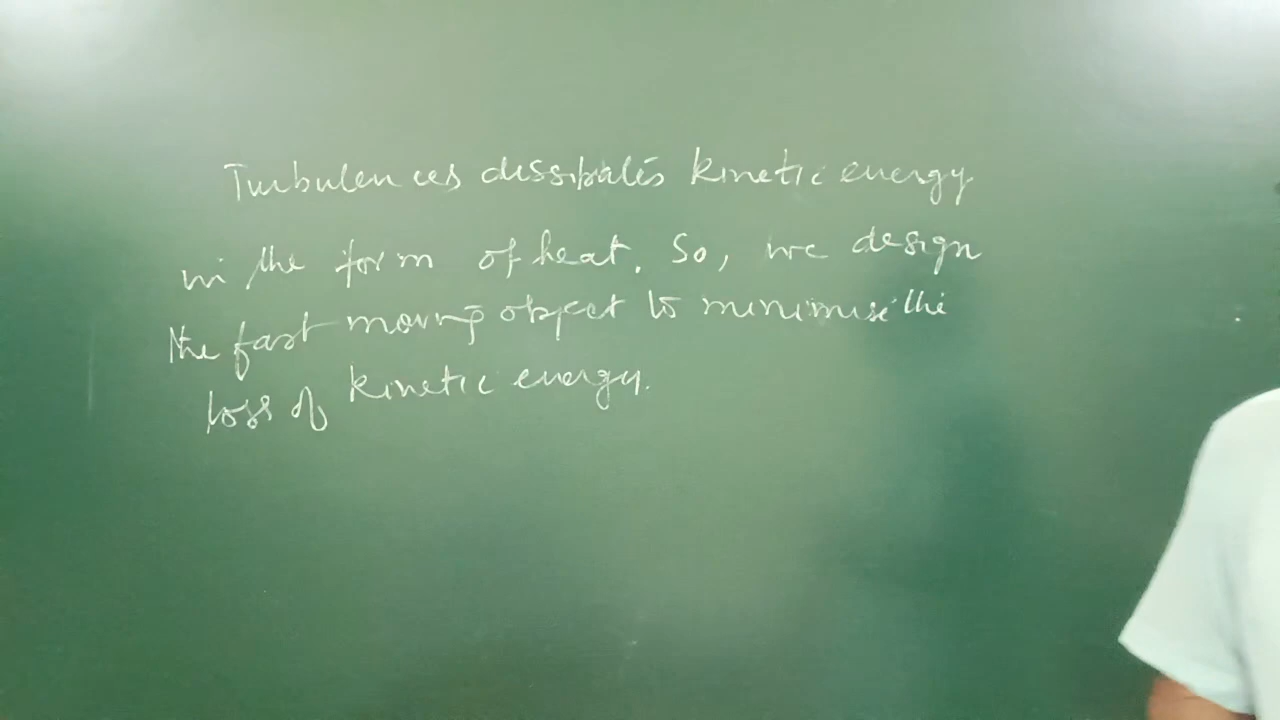 Turbulences dissipates kinetic energy
in the form of heat. So, we design
the fast moving object to minimise the
loss of kinetic energy.